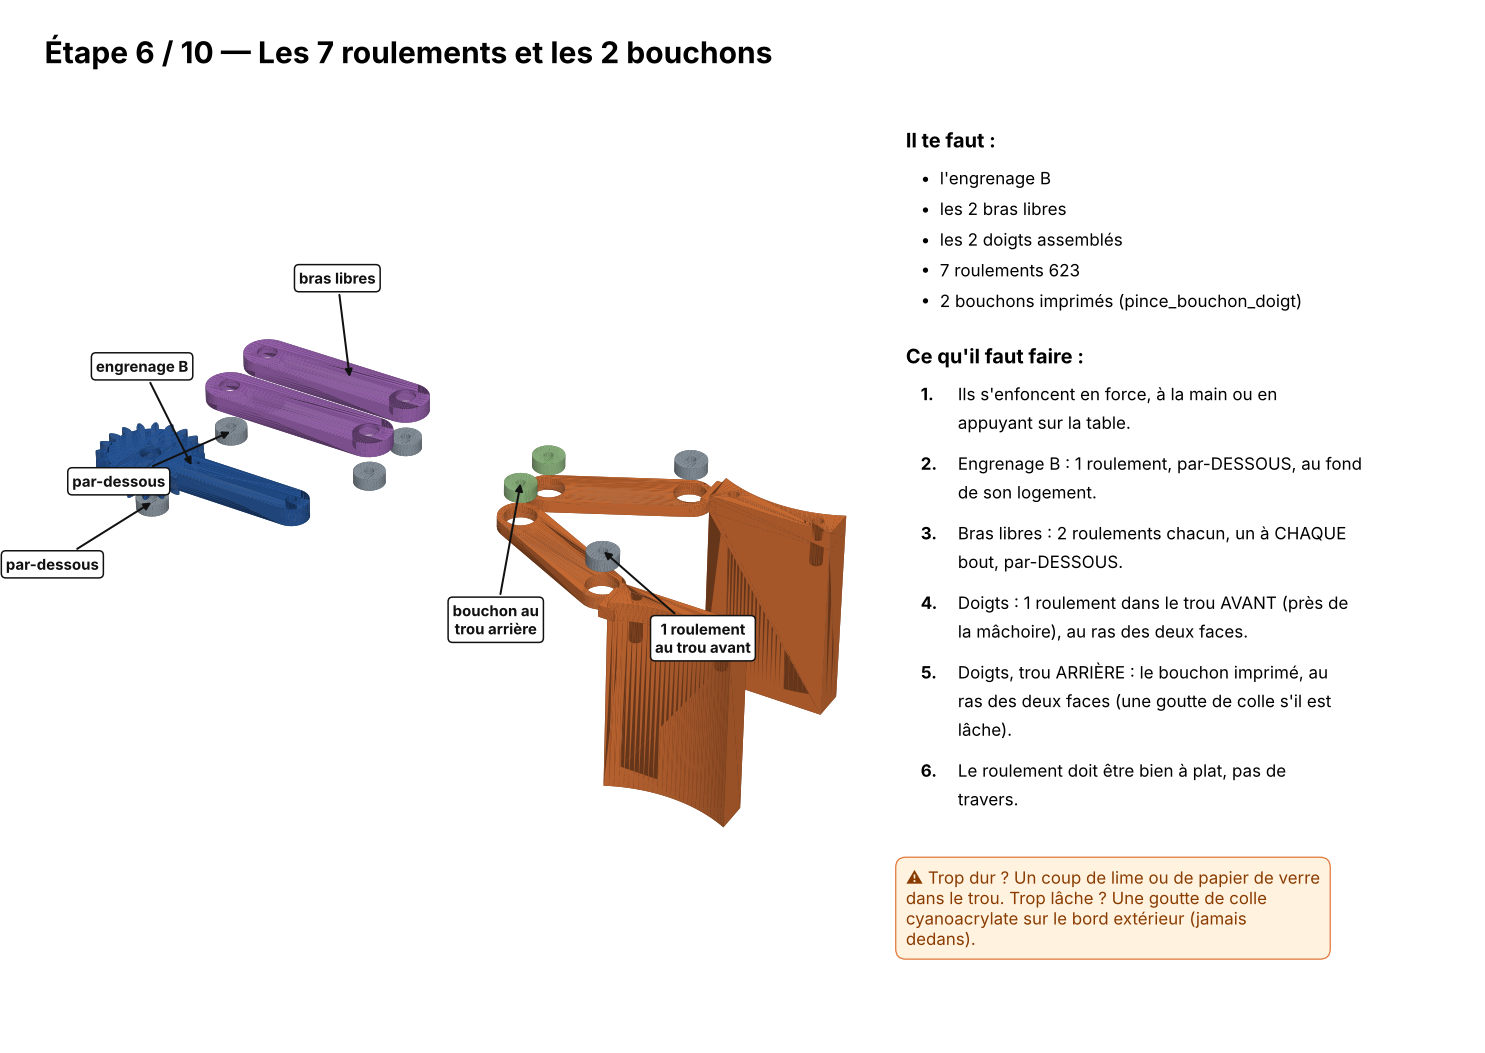 Étape 6 / 10 — Les 7 roulements et les 2 bouchons
bras libres
engrenage B
par-dessous
par-dessous
bouchon au
trou arrière
1 roulement
au trou avant
Il te faut :
• l'engrenage B
• les 2 bras libres
• les 2 doigts assemblés
• 7 roulements 623
• 2 bouchons imprimés (pince_bouchon_doigt)
Ce qu'il faut faire :
1. Ils s'enfoncent en force, à la main ou en
appuyant sur la table.
2. Engrenage B : 1 roulement, par-DESSOUS, au fond
de son logement.
3. Bras libres : 2 roulements chacun, un à CHAQUE
bout, par-DESSOUS.
4. Doigts : 1 roulement dans le trou AVANT (près de
la mâchoire), au ras des deux faces.
5. Doigts, trou ARRIÈRE : le bouchon imprimé, au
ras des deux faces (une goutte de colle s'il est
lâche).
6. Le roulement doit être bien à plat, pas de
travers.
⚠ Trop dur ? Un coup de lime ou de papier de verre
dans le trou. Trop lâche ? Une goutte de colle
cyanoacrylate sur le bord extérieur (jamais
dedans).